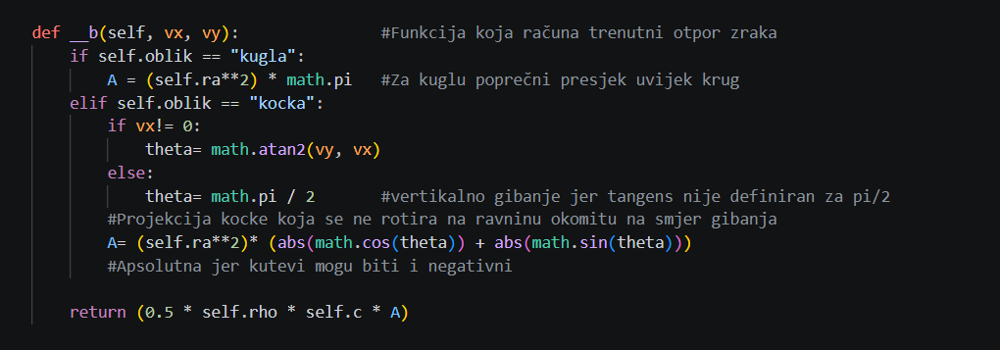 def __b(self, vx, vy):               #Funkcija koja računa trenutni otpor zraka
    if self.oblik == "kugla":
        A = (self.ra**2) * math.pi   #Za kuglu poprečni presjek uvijek krug
    elif self.oblik == "kocka":
        if vx!= 0:
            theta= math.atan2(vy, vx)
        else:
            theta= math.pi / 2       #vertikalno gibanje jer tangens nije definiran za pi/2
        #Projekcija kocke koja se ne rotira na ravninu okomitu na smjer gibanja
        A= (self.ra**2)* (abs(math.cos(theta)) + abs(math.sin(theta)))
        #Apsolutna jer kutevi mogu biti i negativni
    return (0.5 * self.rho * self.c * A)